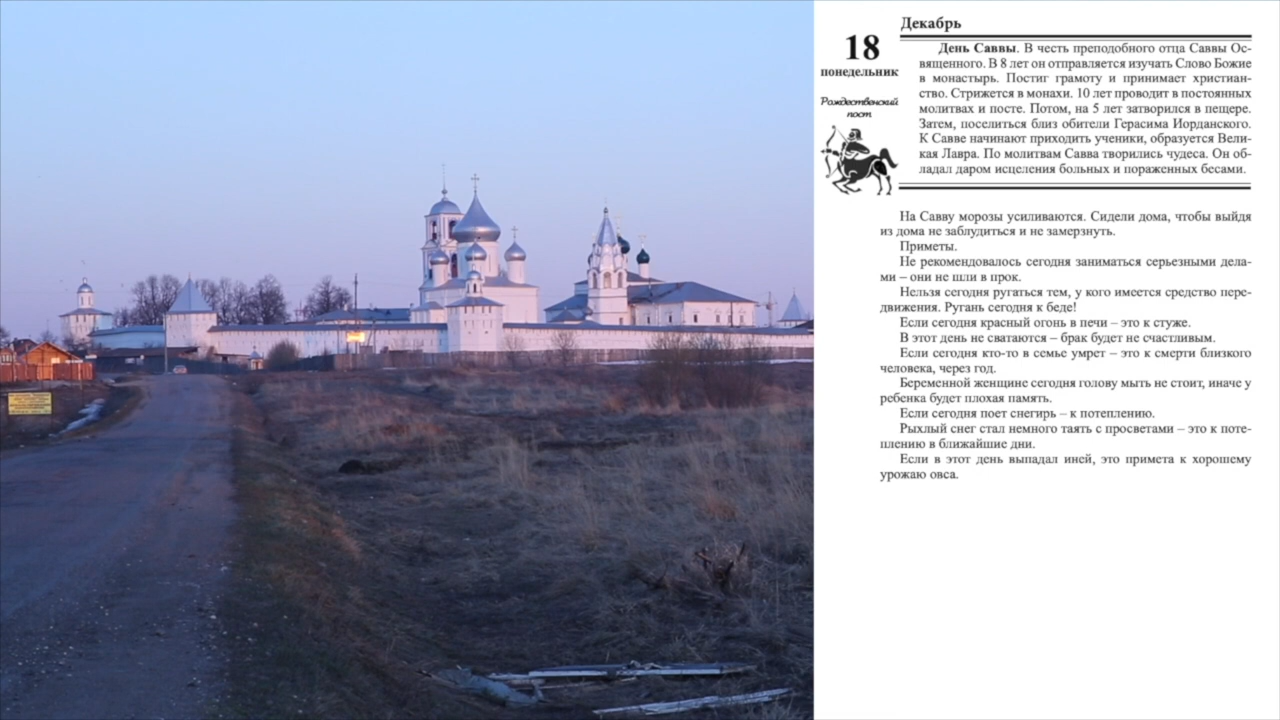 Декабрь
18
понедельник
Рождественский
пост
День Саввы. В честь преподобного отца Саввы Ос-
вященного. В 8 лет он отправляется изучать Слово Божие
в монастырь. Постиг грамоту и принимает христиан-
ство. Стрижется в монахи. 10 лет проводит в постоянных
молитвах и посте. Потом, на 5 лет затворился в пещере.
Затем, поселиться близ обители Герасима Иорданского.
К Савве начинают приходить ученики, образуется Вели-
кая Лавра. По молитвам Савва творились чудеса. Он об-
ладал даром исцеления больных и пораженных бесами.
На Савву морозы усиливаются. Сидели дома, чтобы выйдя
из дома не заблудиться и не замерзнуть.
Приметы.
Не рекомендовалось сегодня заниматься серьезными дела-
ми – они не шли в прок.
Нельзя сегодня ругаться тем, у кого имеется средство пере-
движения. Ругань сегодня к беде!
Если сегодня красный огонь в печи – это к стуже.
В этот день не сватаются – брак будет не счастливым.
Если сегодня кто-то в семье умрет – это к смерти близкого
человека, через год.
Беременной женщине сегодня голову мыть не стоит, иначе у
ребенка будет плохая память.
Если сегодня поет снегирь – к потеплению.
Рыхлый снег стал немного таять с просветами – это к поте-
плению в ближайшие дни.
Если в этот день выпадал иней, это примета к хорошему
урожаю овса.